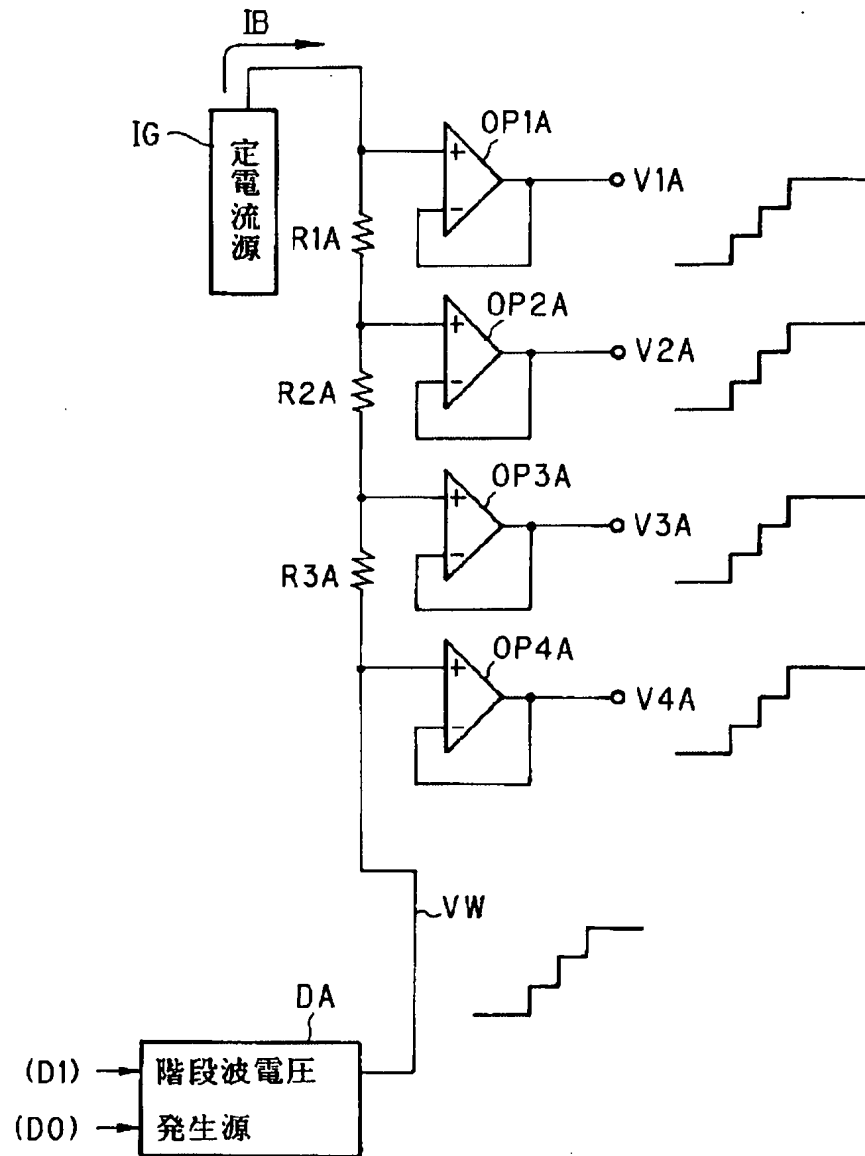 IB
IG
定電流源
OP1A
+
-
V1A
R1A
OP2A
+
-
V2A
R2A
OP3A
+
-
V3A
R3A
OP4A
+
-
V4A
VW
DA
(D1)
階段波電圧
(D0)
発生源